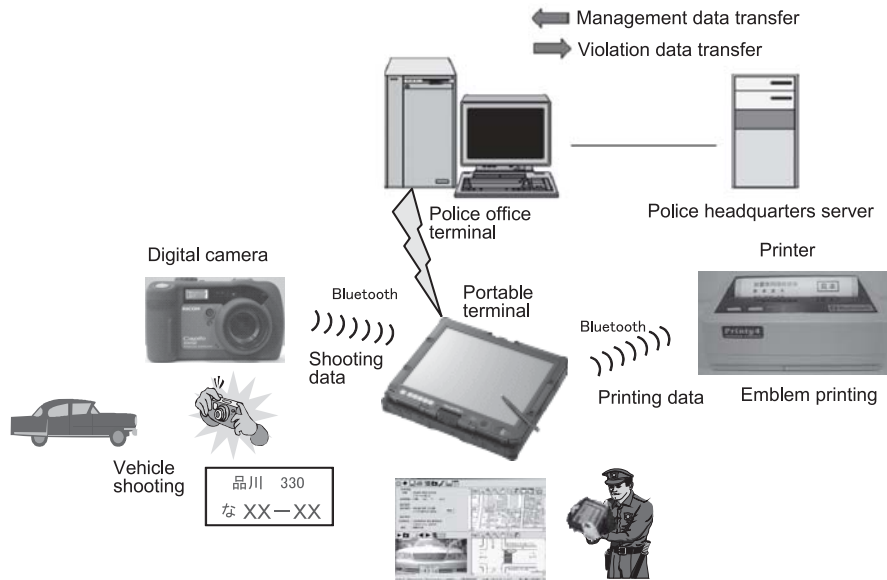 Management data transfer
Violation data transfer
Police office
terminal
Police headquarters server
Digital camera
Bluetooth
Shooting
data
Portable
terminal
Bluetooth
Printing data
Printer
Printy4
Emblem printing
Vehicle
shooting
品川 330
な XX－XX